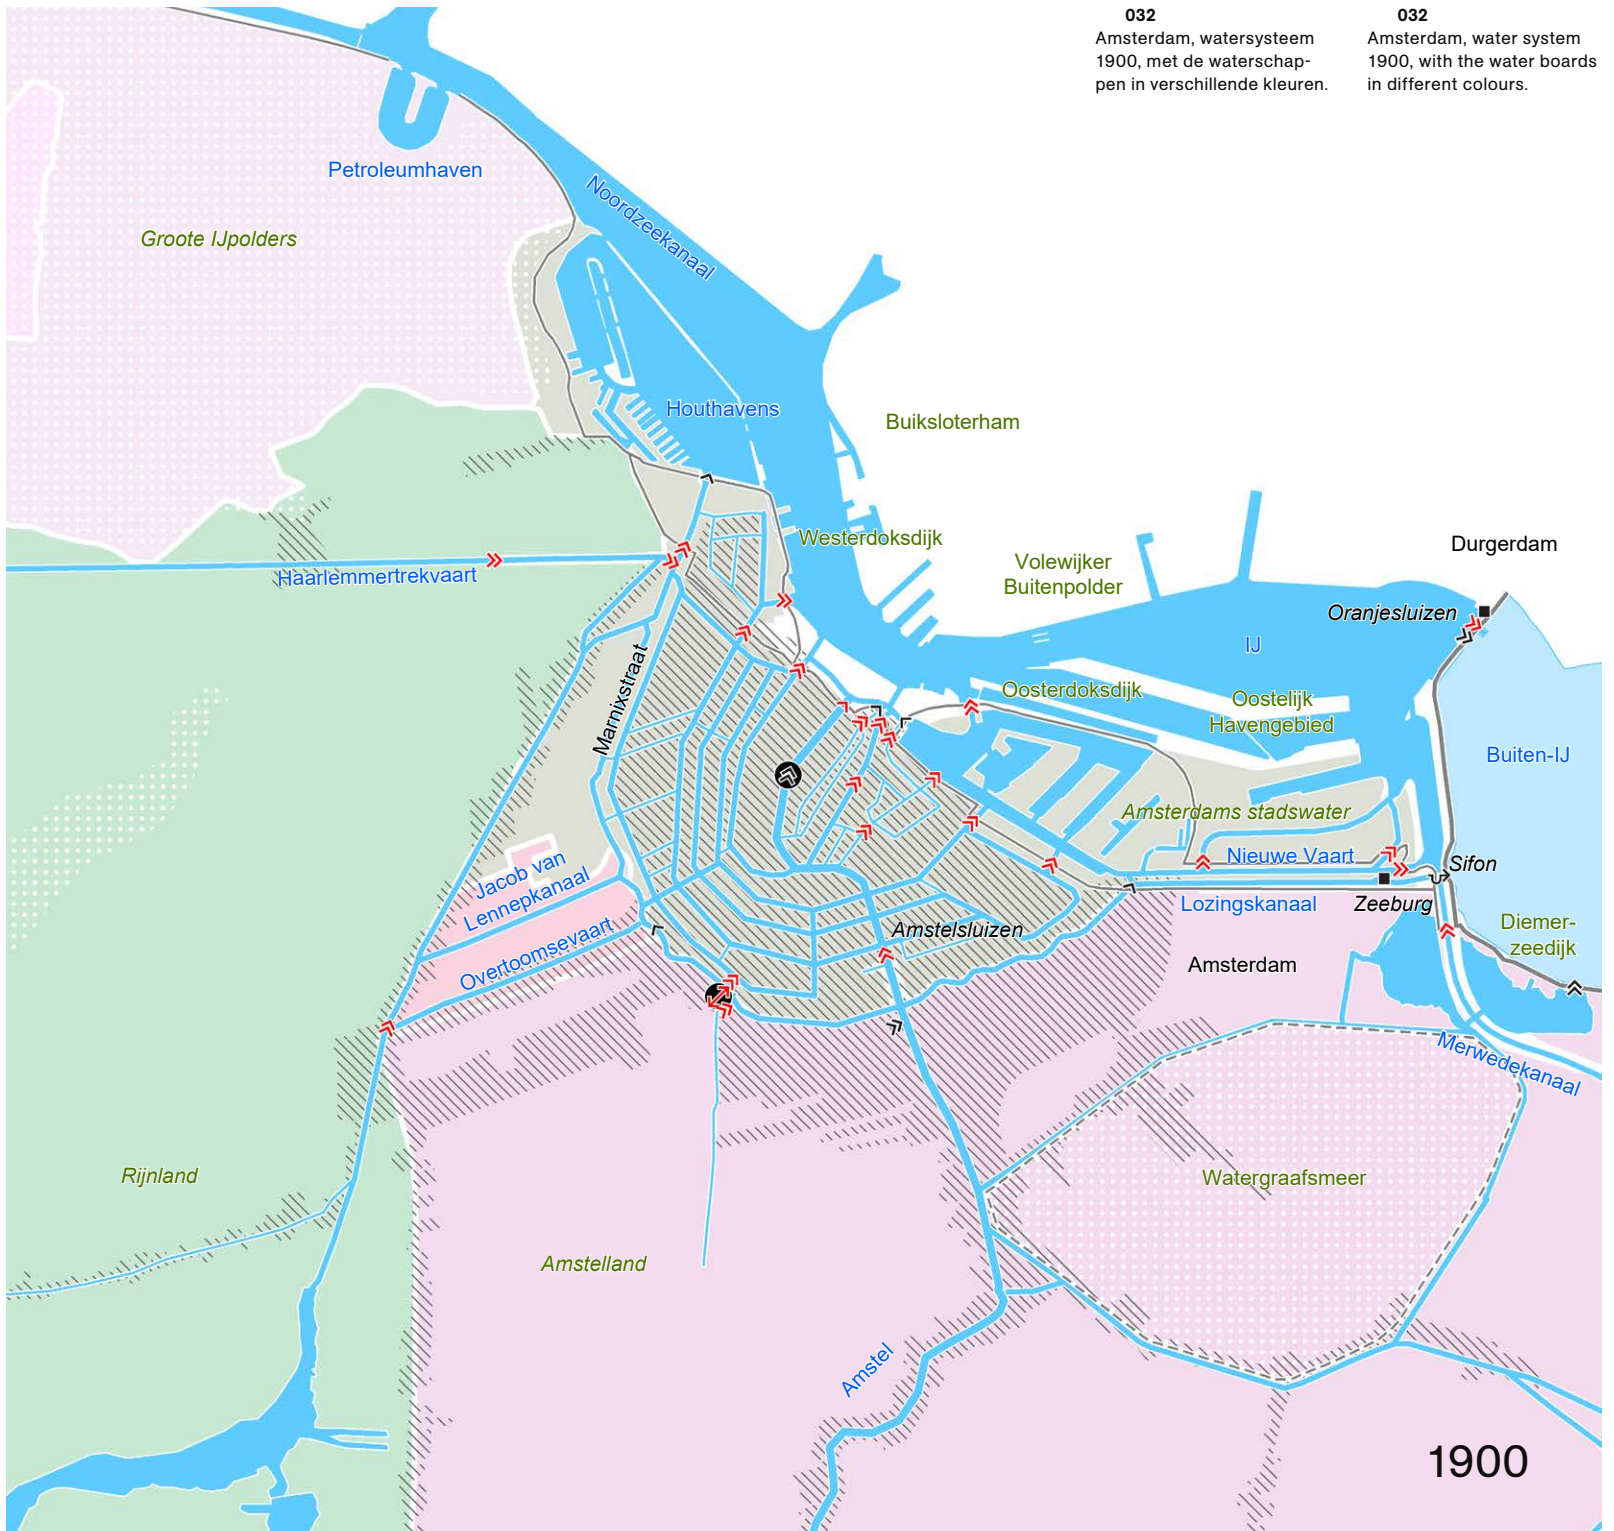 032
Amsterdam, watersysteem
1900, met de waterschap-
pen in verschillende kleuren.
032
Amsterdam, water system
1900, with the water boards
in different colours.
Petroleumhaven
Noordzeekanaal
Groote IJpolders
Houthavens
Buiksloterham
Westerdoksdijk
Volewijker
Buitenpolder
Durgerdam
Haarlemmertrekvaart
Oranjesluizen
IJ
Marnixstraat
Oosterdoksdijk
Oostelijk
Havengebied
Buiten-IJ
Amsterdams stadswater
Jacob van
Lennepkanaal
Nieuwe Vaart
Sifon
Lozingskanaal
Zeeburg
Overtoomsevaart
Amstelsluizen
Diemer-
zeedijk
Amsterdam
Merwedekanaal
Rijnland
Watergraafsmeer
Amstelland
Amstel
1900